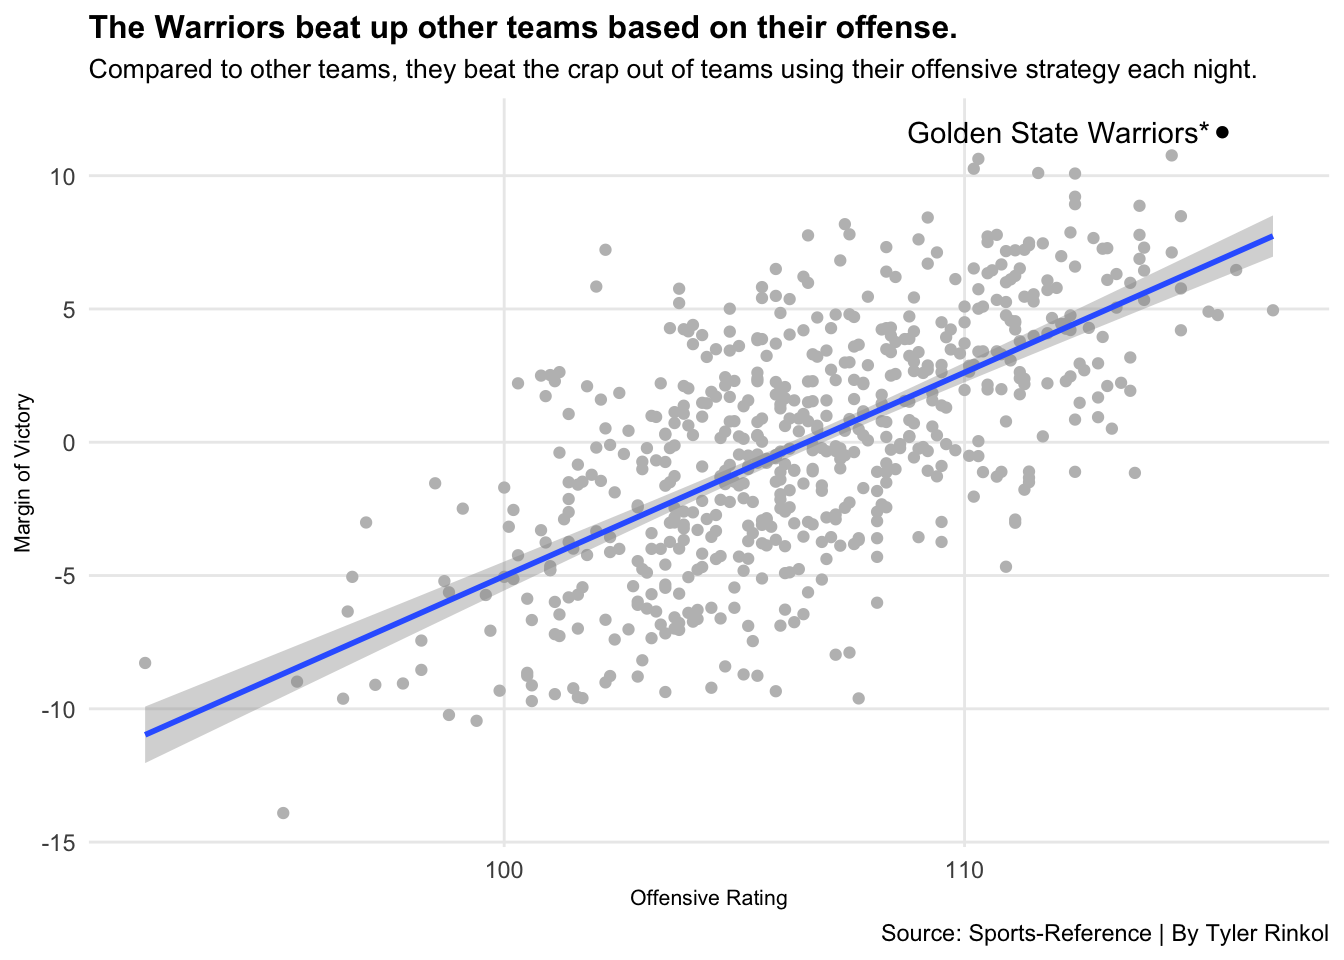 The Warriors beat up other teams based on their offense.
Compared to other teams, they beat the crap out of teams using their offensive strategy each night.
Golden State Warriors*
10
5
0
-5
-10
-15
Margin of Victory
100
110
Offensive Rating
Source: Sports-Reference | By Tyler Rinkol